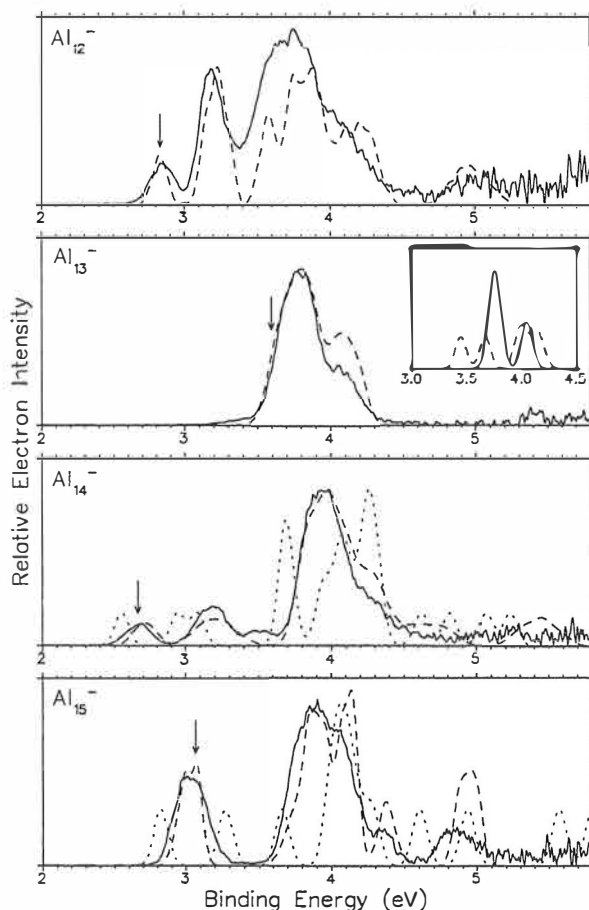 Al₁₂⁻
2 3 4 5
Al₁₃⁻
3.0 3.5 4.0 4.5
2 3 4 5
Al₁₄⁻
2 3 4 5
Al₁₅⁻
2 3 4 5
Relative Electron Intensity
Binding Energy (eV)